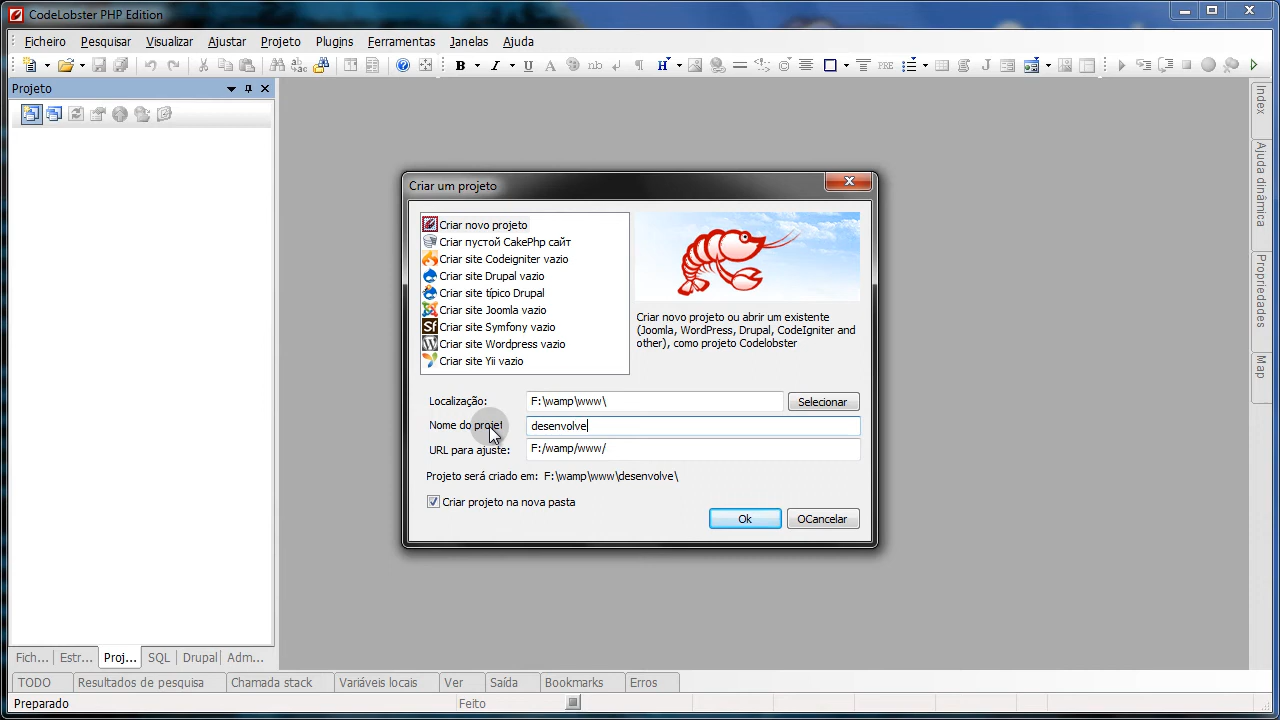 CodeLobster PHP Edition
Ficheiro Pesquisar Visualizar Ajustar Projeto Plugins Ferramentas Janelas Ajuda
Projeto
Index
Ajuda dinâmica
Propriedades
Map
Criar um projeto
Criar novo projeto
Criar пустой CakePhp сайт
Criar site Codeigniter vazio
Criar site Drupal vazio
Criar site típico Drupal
Criar site Joomla vazio
Criar site Symfony vazio
Criar site Wordpress vazio
Criar site Yii vazio
Criar novo projeto ou abrir um existente
(Joomla, WordPress, Drupal, CodeIgniter and
other), como projeto Codelobster
Localização: F:\wamp\www\ Selecionar
Nome do projet desenvolve
URL para ajuste: F:/wamp/www/
Projeto será criado em: F:\wamp\www\desenvolve\
Criar projeto na nova pasta
Ok OCancelar
Fich... Estr... Proj... SQL Drupal Adm...
TODO Resultados de pesquisa Chamada stack Variáveis locais Ver Saída Bookmarks Erros
Preparado Feito